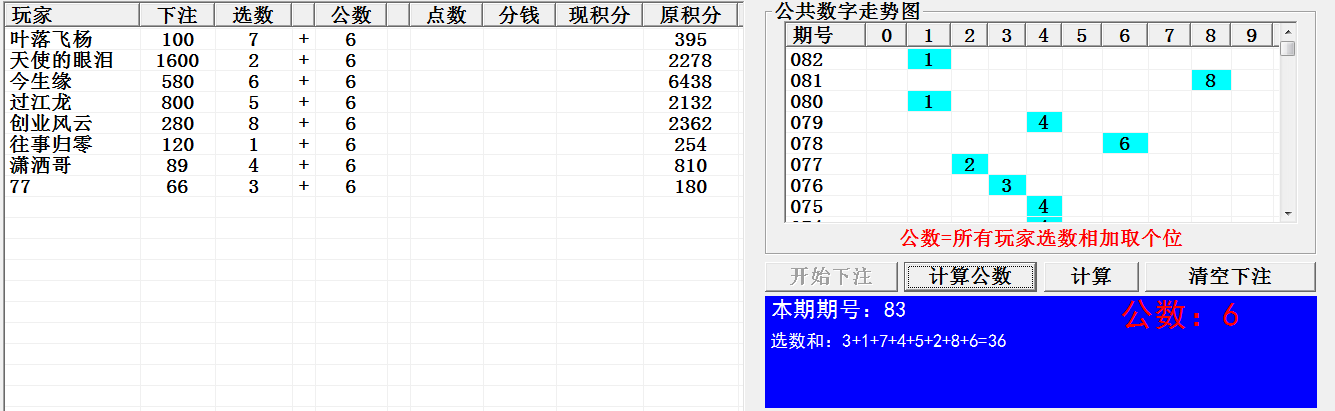 玩家 下注 选数 公数 点数 分钱 现积分 原积分
叶落飞杨 100 7 + 6 395
天使的眼泪 1600 2 + 6 2278
今生缘 580 6 + 6 6438
过江龙 800 5 + 6 2132
创业风云 280 8 + 6 2362
往事归零 120 1 + 6 254
潇洒哥 89 4 + 6 810
77 66 3 + 6 180
公共数字走势图
期号 0 1 2 3 4 5 6 7 8 9
082 1
081 8
080 1
079 4
078 6
077 2
076 3
075 4
公数=所有玩家选数相加取个位
开始下注 计算公数 计算 清空下注
本期期号：83 公数：6
选数和：3+1+7+4+5+2+8+6=36